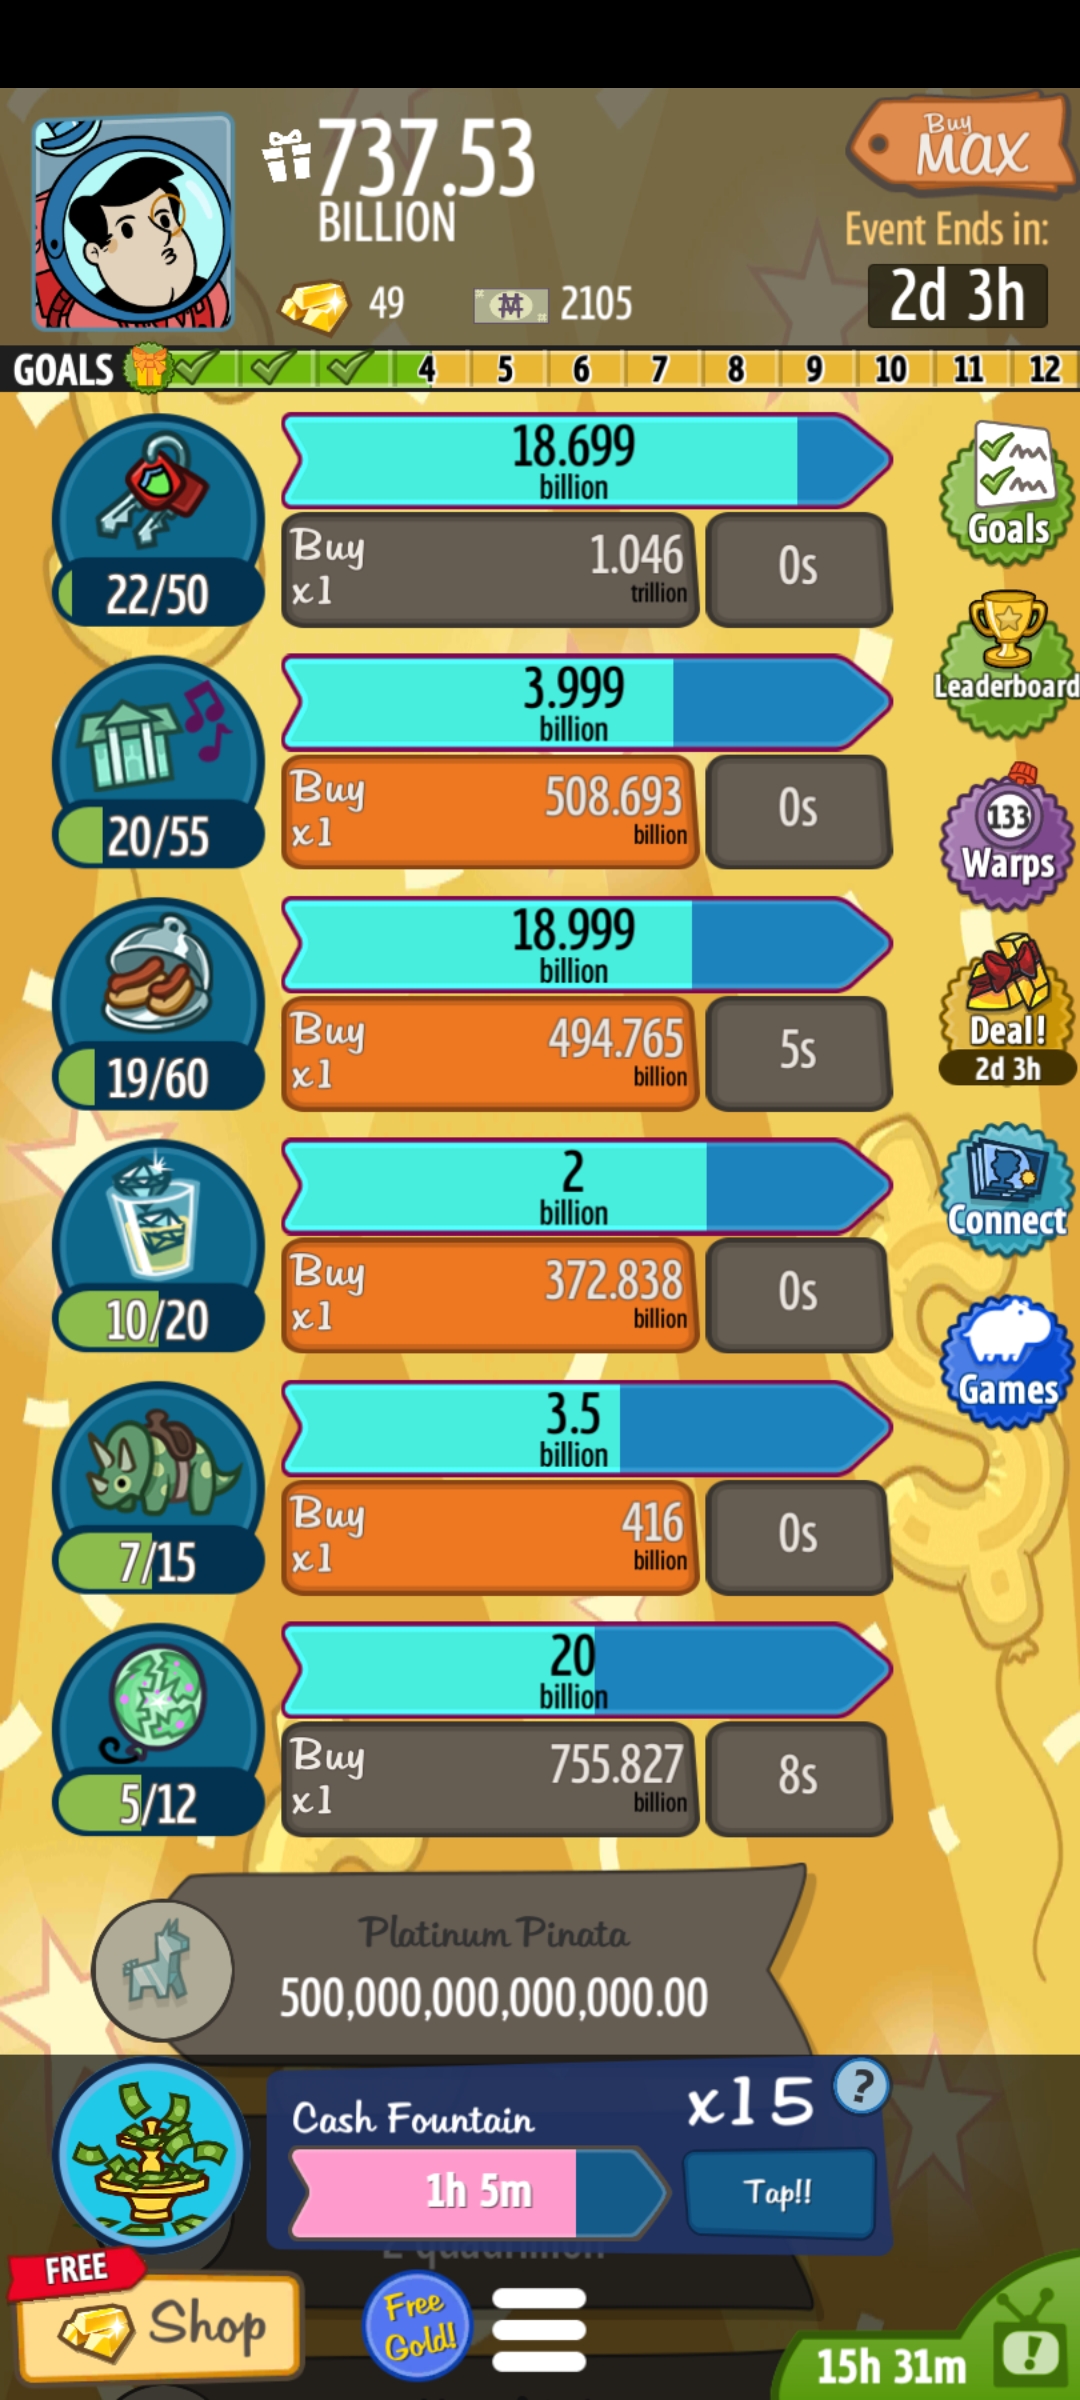 737.53
BILLION
Buy
MAX
Event Ends in:
2d 3h
49
2105
GOALS
4 5 6 7 8 9 10 11 12
18.699
billion
22/50
Buy
x1
1.046
trillion
0s
Goals
3.999
billion
20/55
Buy
x1
508.693
billion
0s
Leaderboard
133
Warps
18.999
billion
19/60
Buy
x1
494.765
billion
5s
Deal!
2d 3h
2
billion
10/20
Buy
x1
372.838
billion
0s
Connect
3.5
billion
7/15
Buy
x1
416
billion
0s
Games
20
billion
5/12
Buy
x1
755.827
billion
8s
Platinum Pinata
500,000,000,000,000.00
Cash Fountain
x15
?
1h 5m
Tap!!
2 quadrillion
FREE
Shop
Free
Gold!
15h 31m
!